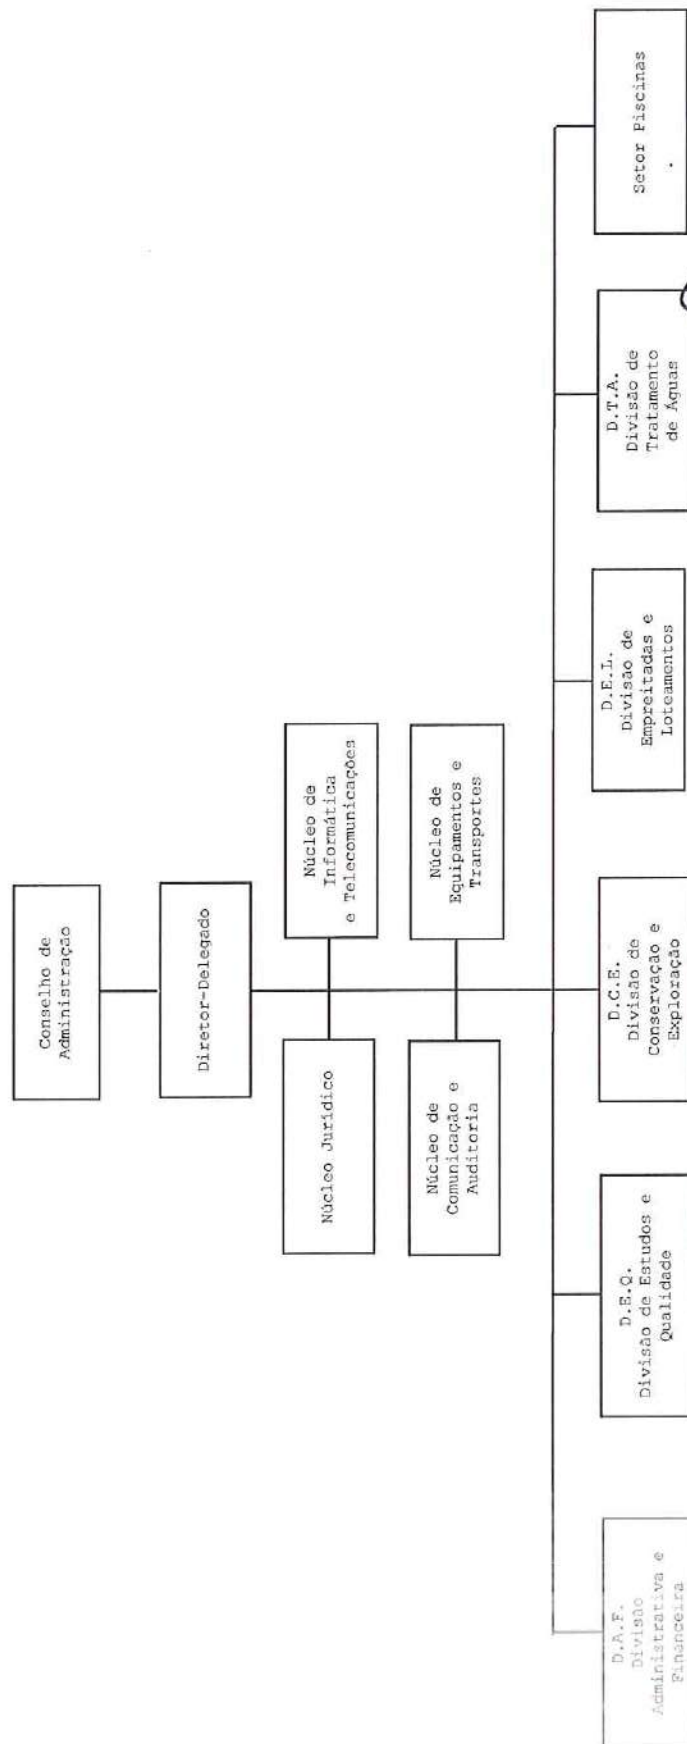 Conselho de
Administração
Diretor-Delegado
Núcleo Jurídico
Núcleo de
Informática
e Telecomunicações
Núcleo de
Comunicação e
Auditoria
Núcleo de
Equipamentos e
Transportes
D.A.F.
Divisão
Administrativa e
Financeira
D.E.Q.
Divisão de Estudos e
Qualidade
D.C.E.
Divisão de
Conservação e
Exploração
D.E.L.
Divisão de
Empreitadas e
Loteamentos
D.T.A.
Divisão de
Tratamento
de Águas
Setor Piscinas